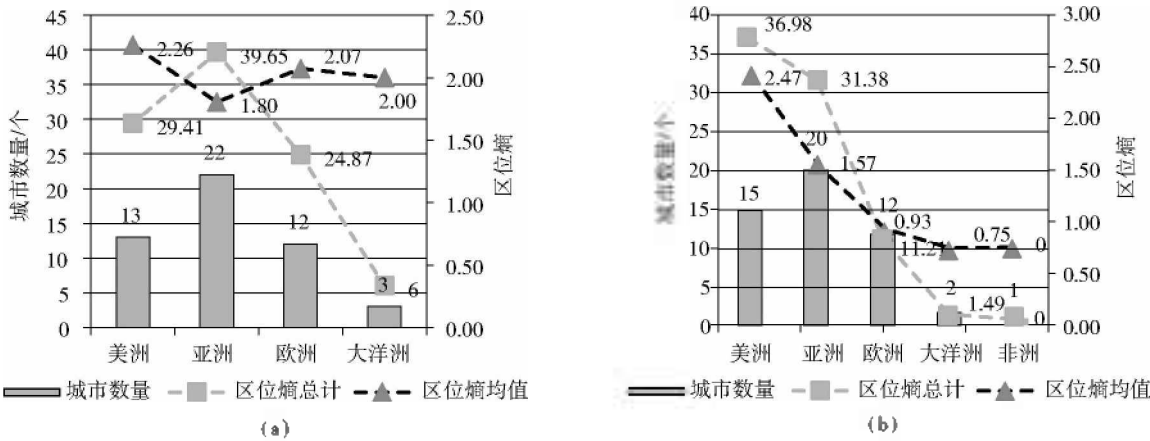 45 2.50
40 2.26 39.65 2.07
35 2.00
30 1.80 2.00
29.41
25 1.50
22 24.87
20
15 13 12 1.00
10
5 3 6 0.50
0 0.00
城市数量/个
区位熵
美洲 亚洲 欧洲 大洋洲
城市数量 区位熵总计 区位熵均值
(a)
40 36.98 3.00
35 2.47 31.38 2.50
30
25 2.00
20 20 1.57 1.50
15 15 12 0.93
10 11.2 0.75 0 1.00
5 2 1 0.50
0 1.49 0 0.00
城市数量/个
区位熵
美洲 亚洲 欧洲 大洋洲 非洲
城市数量 区位熵总计 区位熵均值
(b)